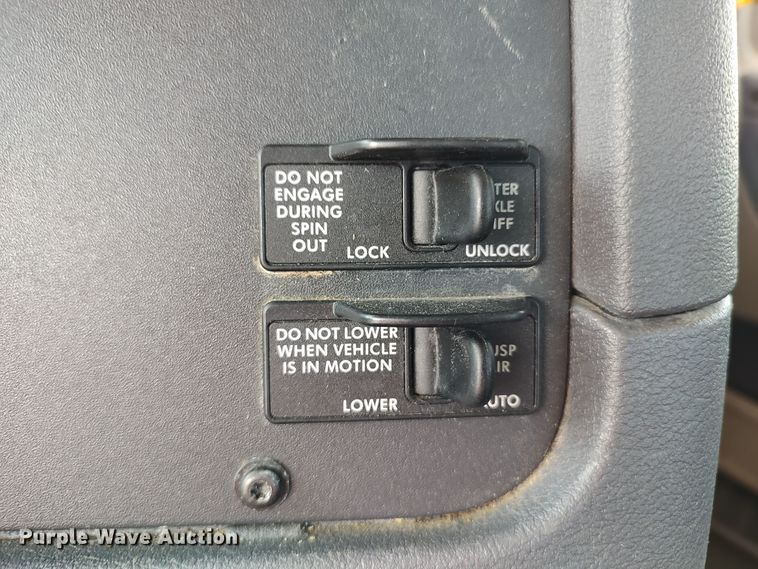 DO NOT
ENGAGE
DURING
SPIN
OUT
LOCK
UNLOCK
DO NOT LOWER
WHEN VEHICLE
IS IN MOTION
LOWER
Purple Wave Auction